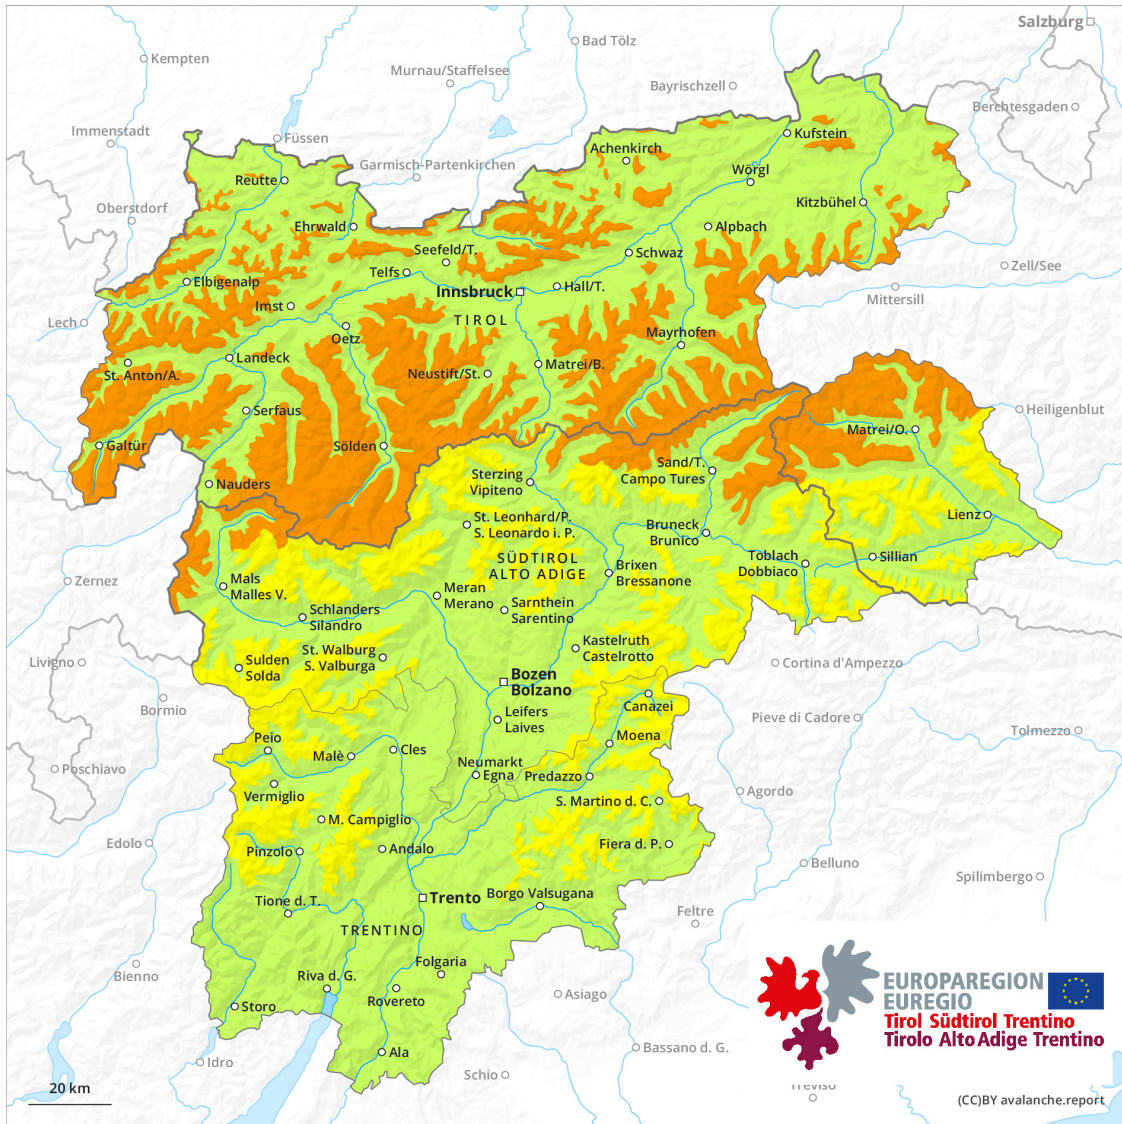 Salzburg
Bad Tölz
Kempten
Murnau/Staffelsee
Bayrischzell
Berchtesgaden
Immenstadt
Füssen
Kufstein
Achenkirch
Garmisch-Partenkirchen
Wörgl
Reutte
Oberstdorf
Kitzbühel
Ehrwald
Alpbach
Seefeld/T.
Schwaz
Telfs
Zell/See
Elbigenalp
Hall/T.
Innsbruck
Mittersill
Imst
TIROL
Lech
Oetz
Mayrhofen
Landeck
Matrei/B.
St. Anton/A.
Neustift/St.
Serfaus
Heiligenblut
Matrei/O.
Galtür
Sölden
Sand/T.
Campo Tures
Sterzing
Vipiteno
Nauders
St. Leonhard/P.
S. Leonardo i. P.
Lienz
Bruneck
Brunico
SÜDTIROL
ALTO ADIGE
Toblach
Dobbiaco
Sillian
Brixen
Bressanone
Zernez
Mals
Malles V.
Meran
Merano
Sarnthein
Sarentino
Schlanders
Silandro
Kastelruth
Castelrotto
St. Walburg
S. Valburga
Livigno
Sulden
Solda
Cortina d'Ampezzo
Bozen
Bolzano
Bormio
Canazei
Leifers
Laives
Pieve di Cadore
Tolmezzo
Moena
Peio
Cles
Malè
Neumarkt
Egna
Predazzo
Poschiavo
Agordo
Vermiglio
S. Martino d. C.
M. Campiglio
Edolo
Fiera d. P.
Andalo
Pinzolo
Belluno
Spilimbergo
Borgo Valsugana
Trento
Tione d. T.
Feltre
TRENTINO
Folgaria
Bienno
Riva d. G.
EUROPAREGION
EUREGIO
Asiago
Rovereto
Storo
Tirol Südtirol Trentino
Tirolo Alto Adige Trentino
Bassano d. G.
Ala
Idro
Schio
Treviso
20 km
(CC)BY avalanche.report